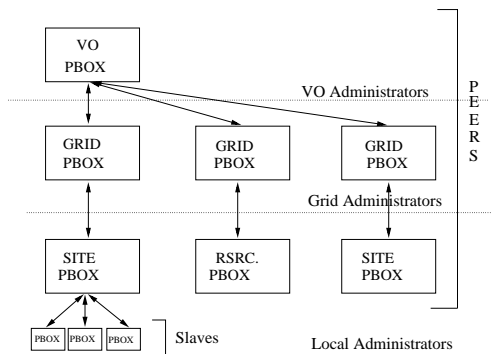 VO
PBOX
VO Administrators
PEERS
GRID
PBOX
GRID
PBOX
GRID
PBOX
Grid Administrators
SITE
PBOX
RSRC.
PBOX
SITE
PBOX
PBOX
PBOX
PBOX
Slaves
Local Administrators